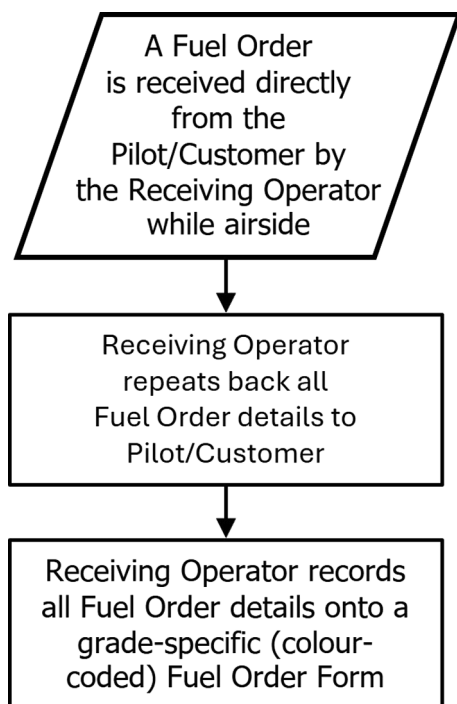 A Fuel Order
is received directly
from the
Pilot/Customer by
the Receiving Operator
while airside
Receiving Operator
repeats back all
Fuel Order details to
Pilot/Customer
Receiving Operator records
all Fuel Order details onto a
grade-specific (colour-
coded) Fuel Order Form